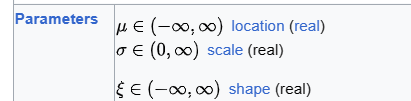 Parameters
μ ∈ (−∞, ∞) location (real)
σ ∈ (0, ∞) scale (real)
ξ ∈ (−∞, ∞) shape (real)